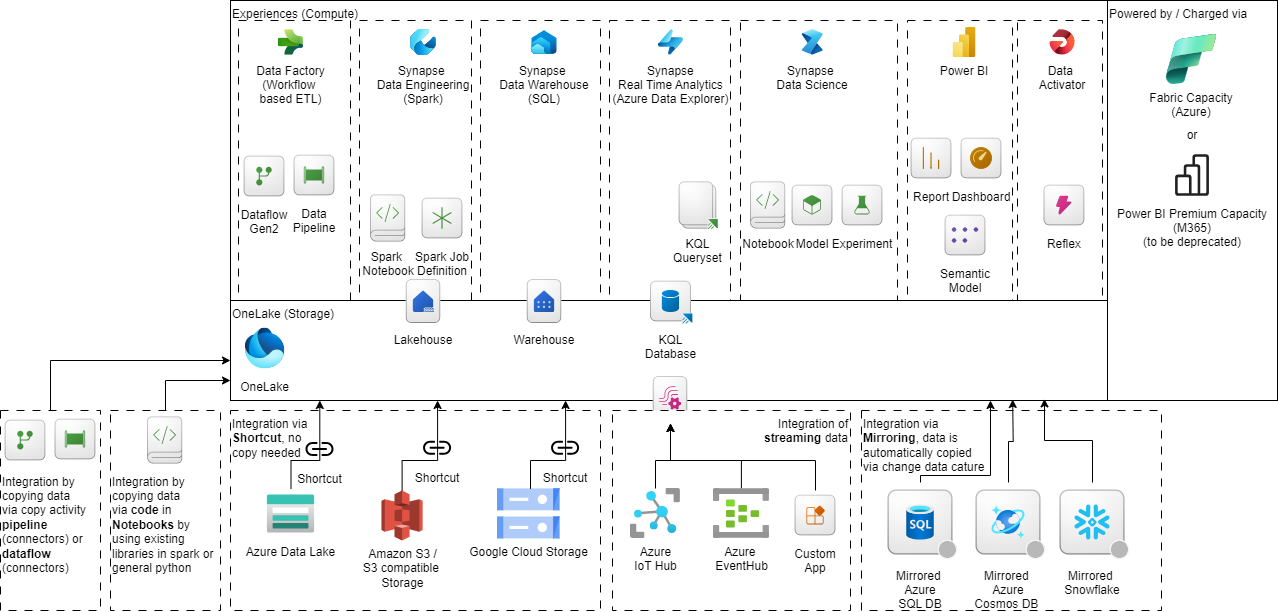 Experiences (Compute)
Powered by / Charged via
Data Factory
(Workflow
based ETL)
Synapse
Data Engineering
(Spark)
Synapse
Data Warehouse
(SQL)
Synapse
Real Time Analytics
(Azure Data Explorer)
Synapse
Data Science
Power BI
Data
Activator
Fabric Capacity
(Azure)
or
Power BI Premium Capacity
(M365)
(to be deprecated)
Dataflow
Gen2
Data
Pipeline
Spark
Notebook
Spark Job
Definition
KQL
Queryset
Notebook
Model
Experiment
Report
Dashboard
Semantic
Model
Reflex
OneLake (Storage)
OneLake
Lakehouse
Warehouse
KQL
Database
Integration by
copying data
via copy activity
pipeline
(connectors) or
dataflow
(connectors)
Integration by
copying data
via code in
Notebooks by
using existing
libraries in spark or
general python
Integration via
Shortcut, no
copy needed
Shortcut
Shortcut
Shortcut
Azure Data Lake
Amazon S3 /
S3 compatible
Storage
Google Cloud Storage
Integration of
streaming data
Azure
IoT Hub
Azure
EventHub
Custom
App
Integration via
Mirroring, data is
automatically copied
via change data cature
SQL
Mirrored
Azure
SQL DB
Mirrored
Azure
Cosmos DB
Mirrored
Snowflake